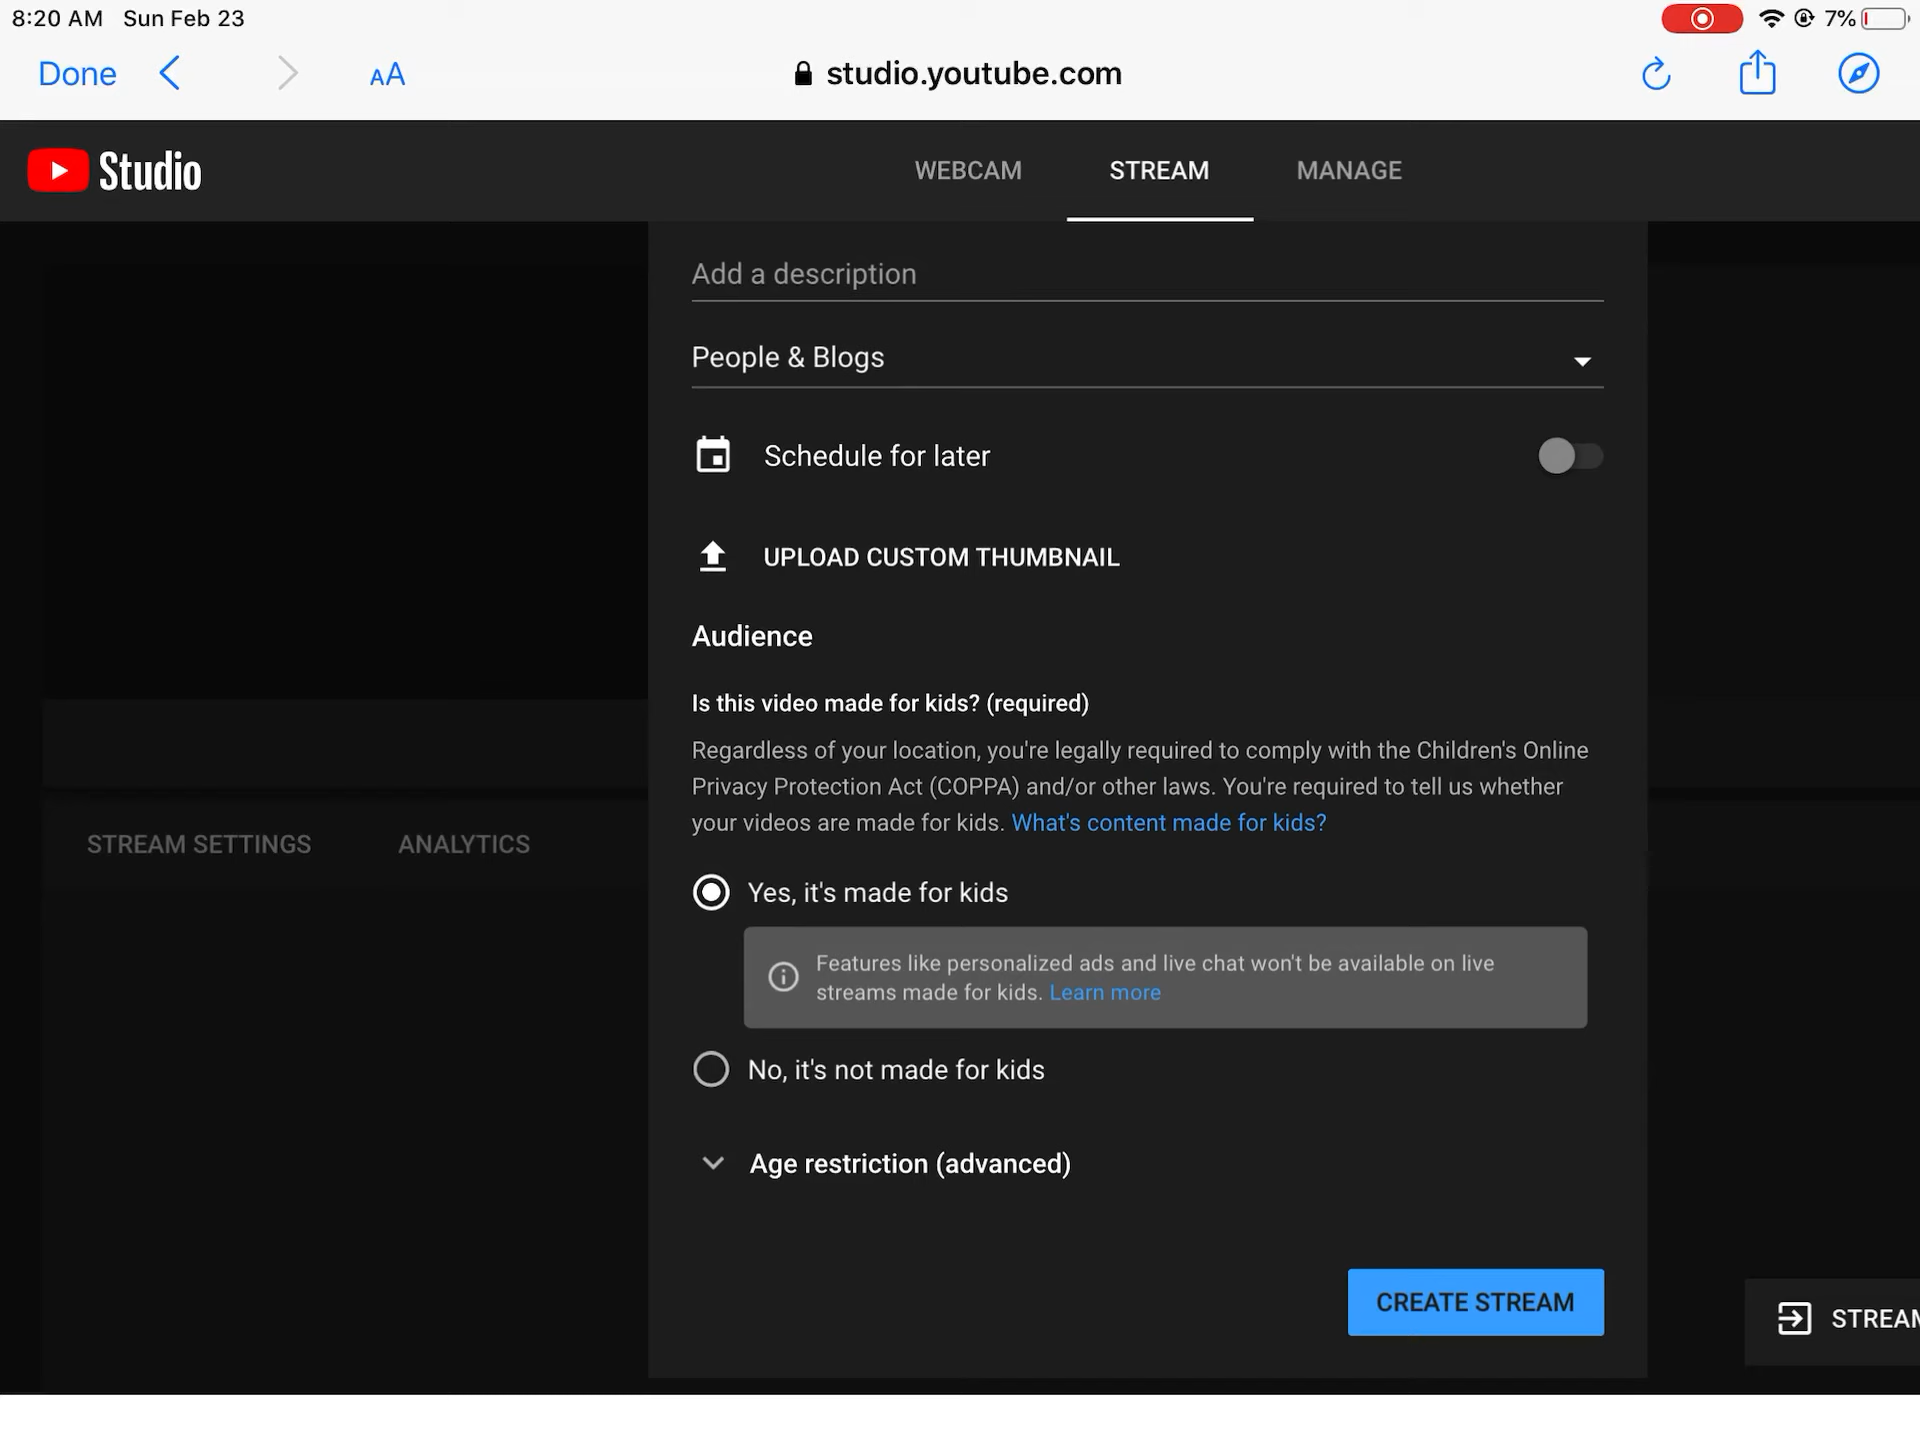 8:20 AM Sun Feb 23
7%
Done
AA
studio.youtube.com
Studio
WEBCAM
STREAM
MANAGE
Add a description
People & Blogs
Schedule for later
UPLOAD CUSTOM THUMBNAIL
Audience
Is this video made for kids? (required)
Regardless of your location, you're legally required to comply with the Children's Online
Privacy Protection Act (COPPA) and/or other laws. You're required to tell us whether
your videos are made for kids. What's content made for kids?
STREAM SETTINGS
ANALYTICS
Yes, it's made for kids
Features like personalized ads and live chat won't be available on live
streams made for kids. Learn more
No, it's not made for kids
Age restriction (advanced)
CREATE STREAM
STREAM